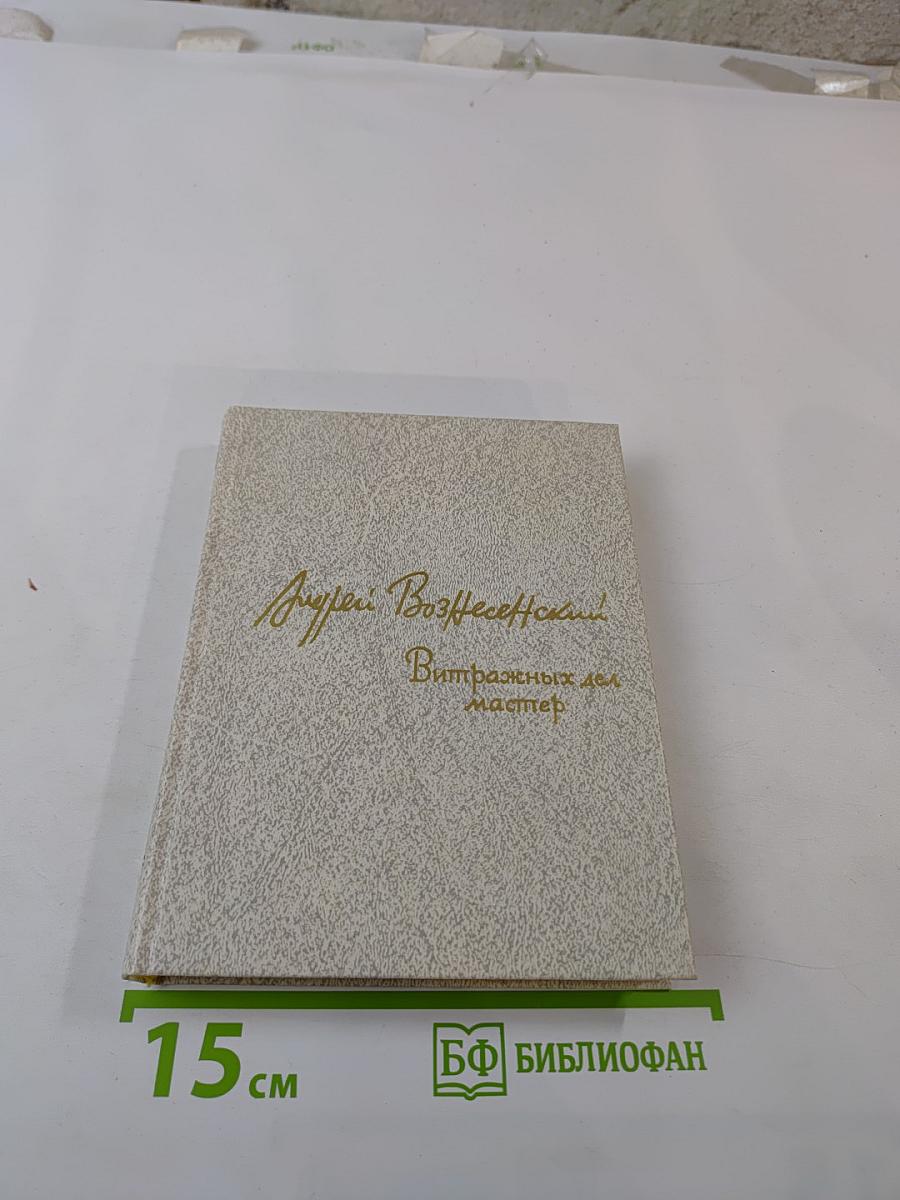 Андрей Вознесенский
Витражных дел
мастер
15 см
БФ БИБЛИОФАН